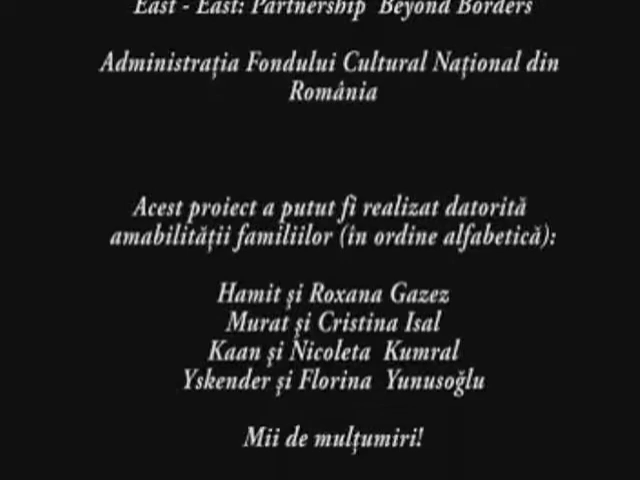 East - East: Partnership Beyond Borders
Administrația Fondului Cultural Național din
România
Acest proiect a putut fi realizat datorită
amabilității familiilor (în ordine alfabetică):
Hamit și Roxana Gazez
Murat și Cristina Isal
Kaan și Nicoleta Kumral
Yskender și Florina Yunusoğlu
Mii de mulțumiri!